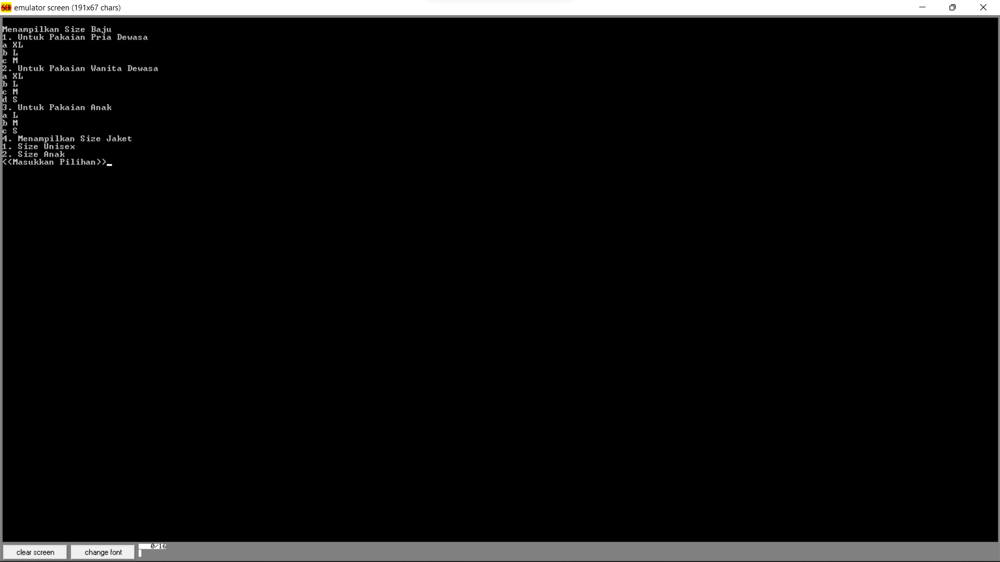 SCR emulator screen (191x67 chars)
Menampilkan Size Baju
1. Untuk Pakaian Pria Dewasa
a XL
b L
c M
2. Untuk Pakaian Wanita Dewasa
a XL
b L
c M
d S
3. Untuk Pakaian Anak
a L
b M
c S
4. Menampilkan Size Jaket
1. Size Unisex
2. Size Anak
<<Masukkan Pilihan>>_
clear screen change font 0/16